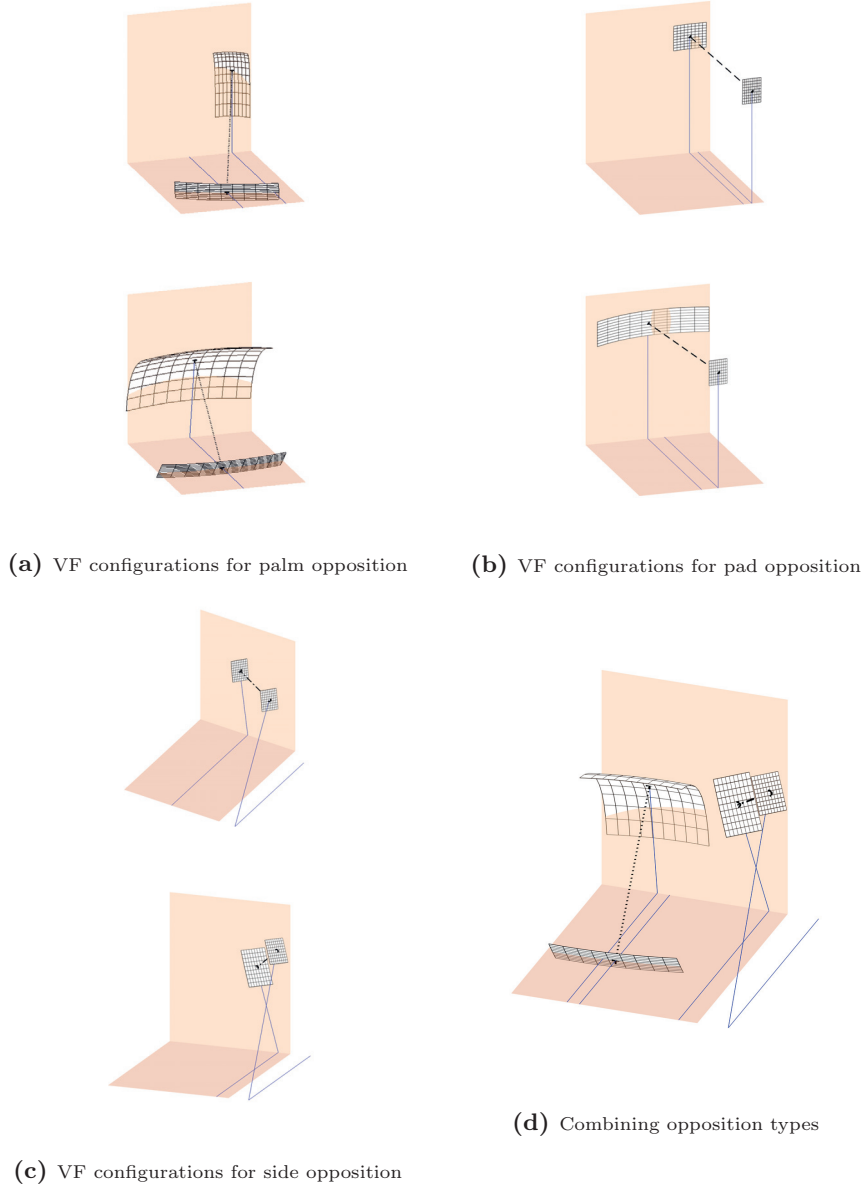 (a) VF configurations for palm opposition
(b) VF configurations for pad opposition
(c) VF configurations for side opposition
(d) Combining opposition types